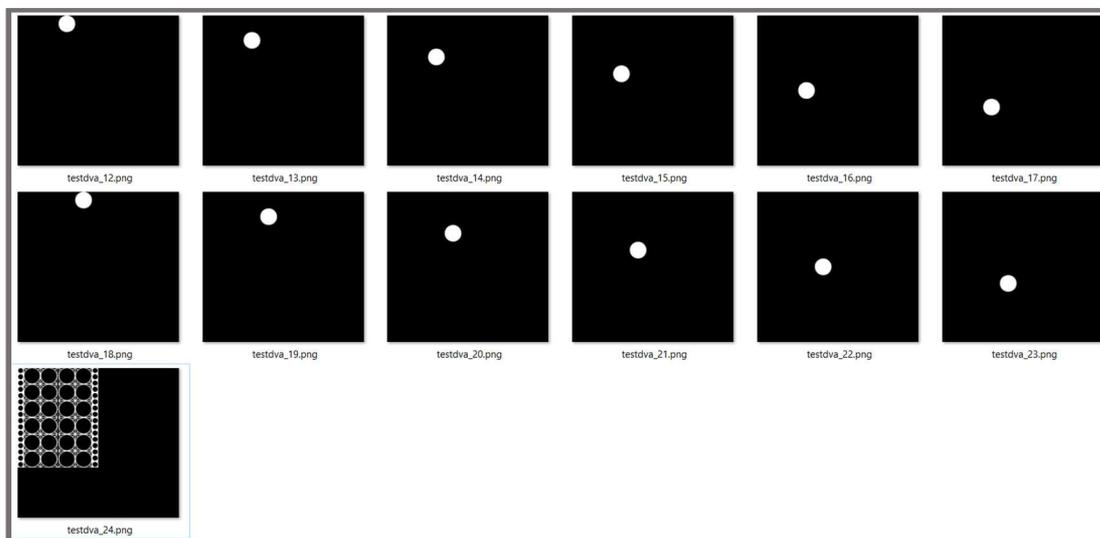 testdva_12.png
testdva_13.png
testdva_14.png
testdva_15.png
testdva_16.png
testdva_17.png
testdva_18.png
testdva_19.png
testdva_20.png
testdva_21.png
testdva_22.png
testdva_23.png
testdva_24.png